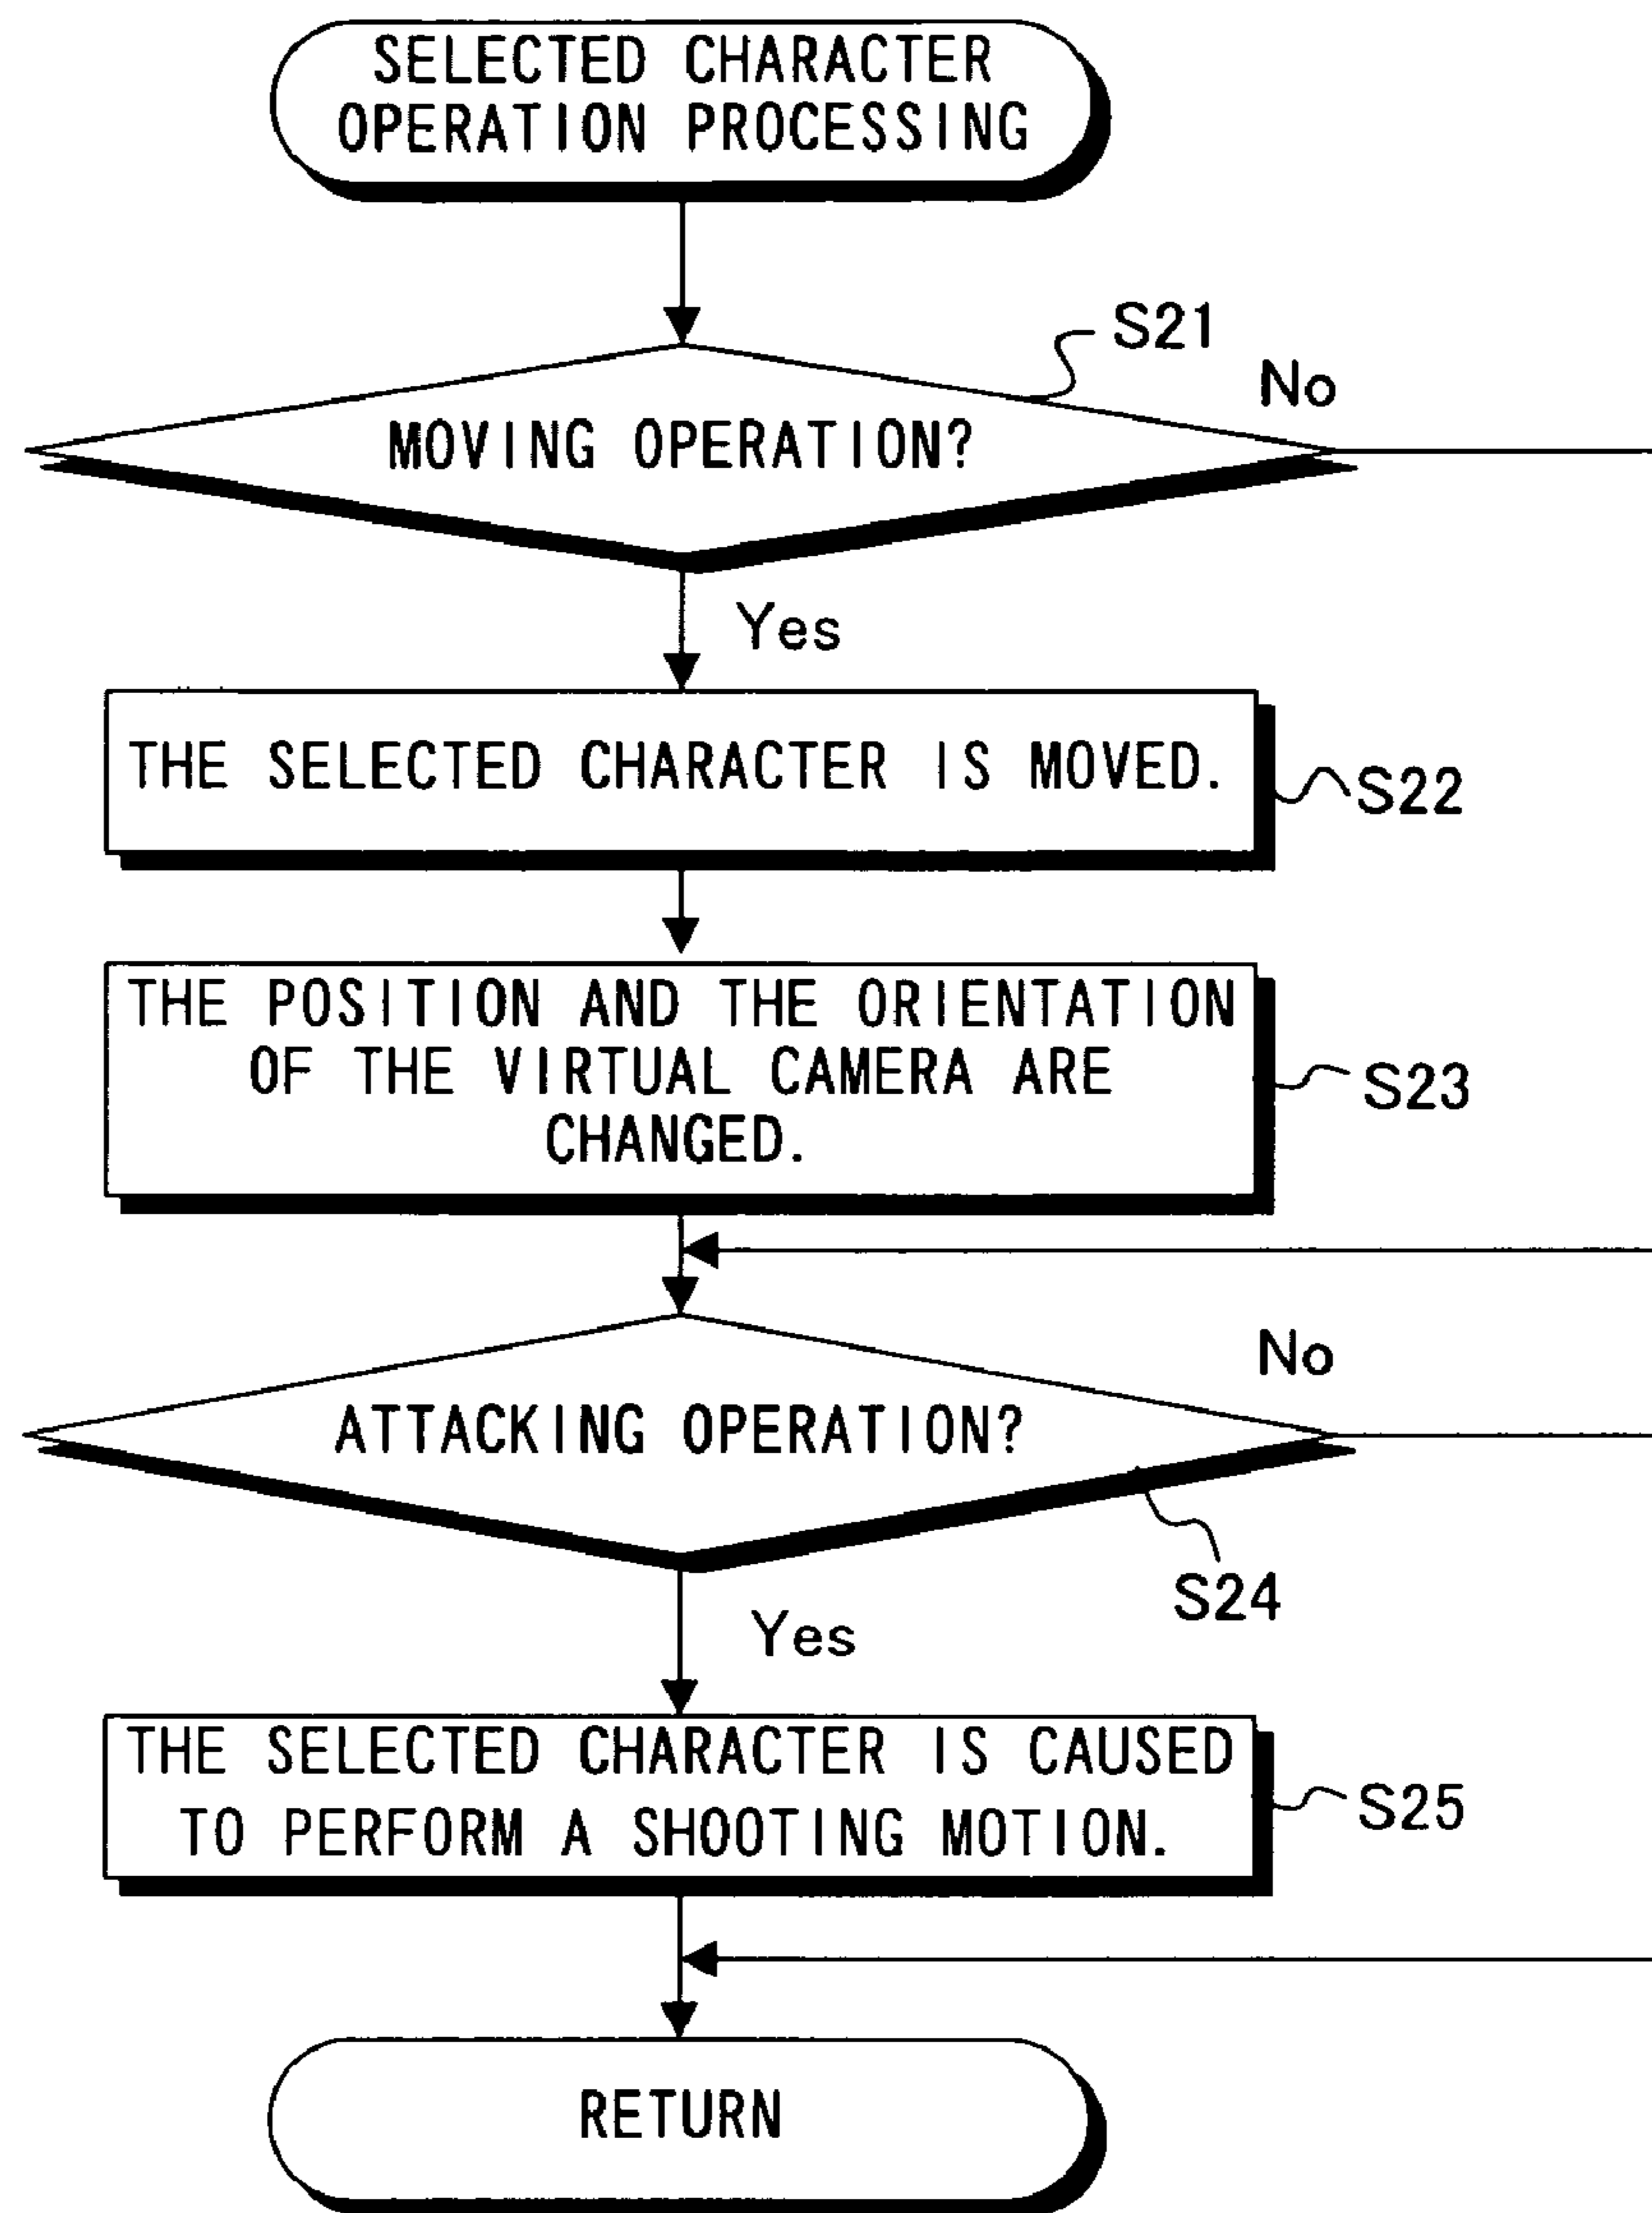 SELECTED CHARACTER
OPERATION PROCESSING
S21
No
MOVING OPERATION?
Yes
THE SELECTED CHARACTER IS MOVED.
S22
THE POSITION AND THE ORIENTATION
OF THE VIRTUAL CAMERA ARE
CHANGED.
S23
No
ATTACKING OPERATION?
S24
Yes
THE SELECTED CHARACTER IS CAUSED
TO PERFORM A SHOOTING MOTION.
S25
RETURN